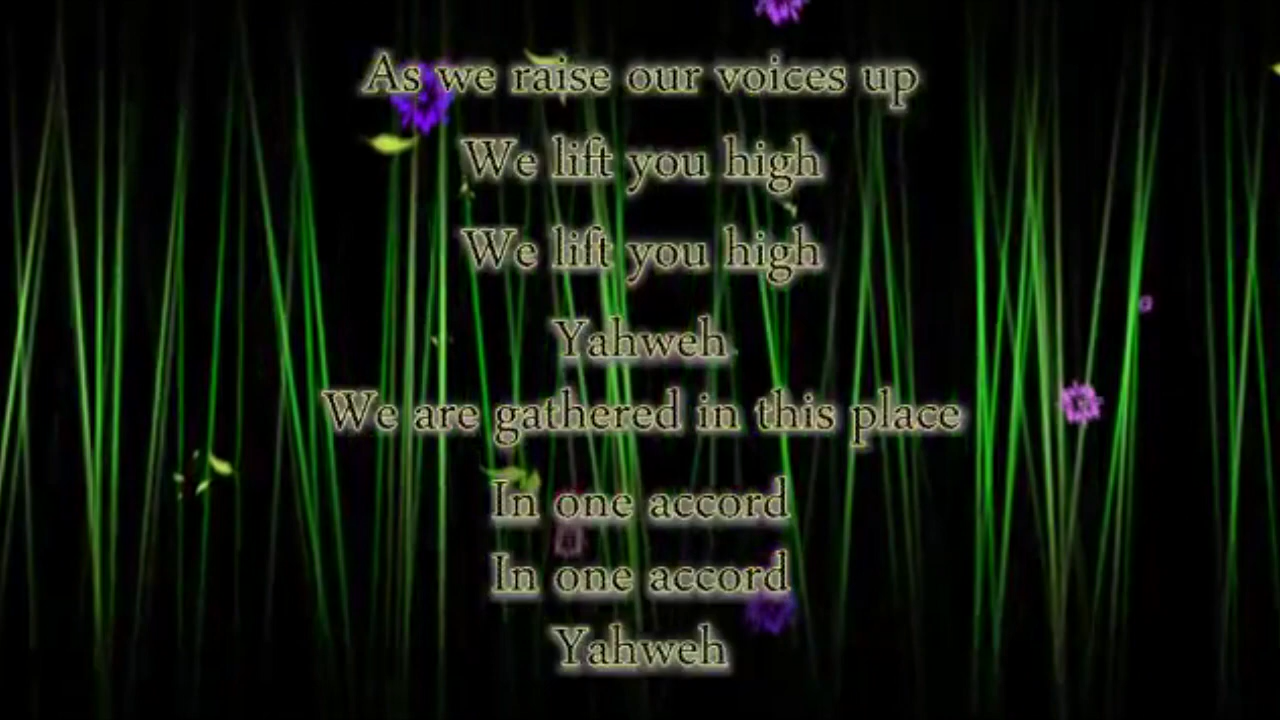 As we raise our voices up
We lift you high
We lift you high
Yahweh
We are gathered in this place
In one accord
In one accord
Yahweh